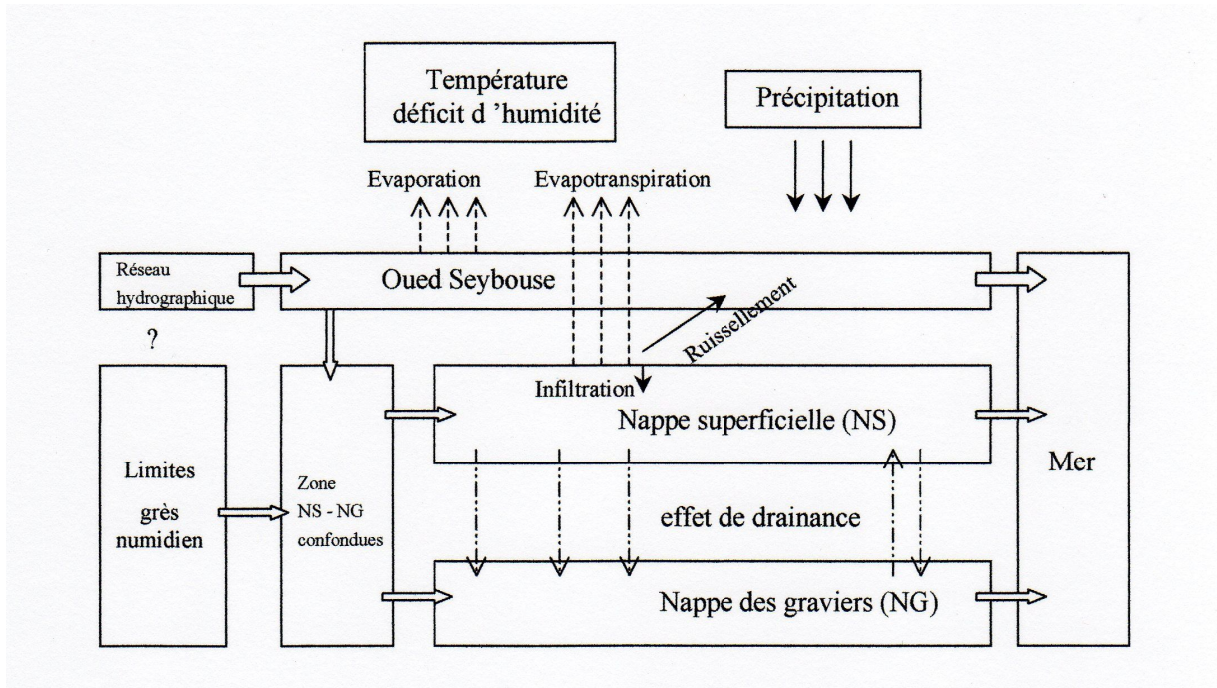 Température
déficit d ’humidité
Précipitation
Evaporation
Evapotranspiration
Réseau
hydrographique
Oued Seybouse
?
Ruissellement
Infiltration
Nappe superficielle (NS)
Limites
grès
numidien
Zone
NS - NG
confondues
effet de drainance
Mer
Nappe des graviers (NG)